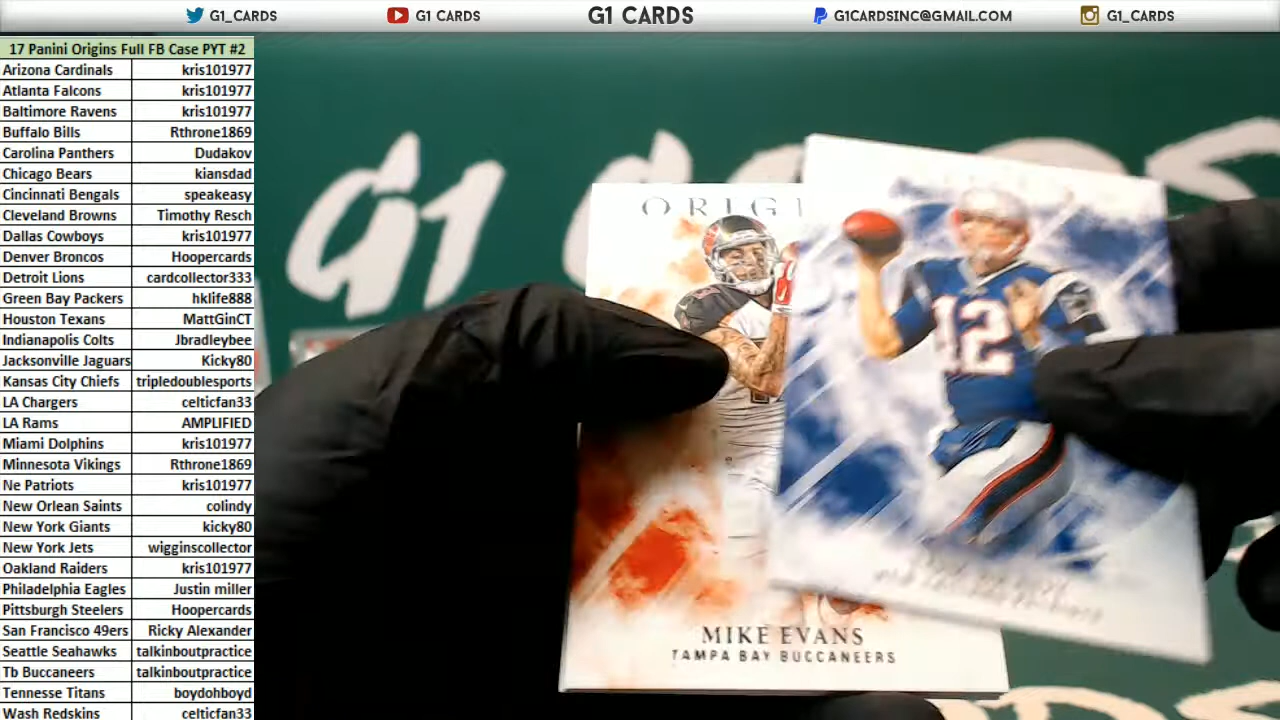 G1_CARDS G1 CARDS G1 CARDS G1CARDSINC@GMAIL.COM G1_CARDS
17 Panini Origins Full FB Case PYT #2
Arizona Cardinals kris101977
Atlanta Falcons kris101977
Baltimore Ravens kris101977
Buffalo Bills Rthrone1869
Carolina Panthers Dudakov
Chicago Bears kiansdad
Cincinnati Bengals speakeasy
Cleveland Browns Timothy Resch
Dallas Cowboys kris101977
Denver Broncos Hoopercards
Detroit Lions cardcollector333
Green Bay Packers hklife888
Houston Texans MattGinCT
Indianapolis Colts Jbradleybee
Jacksonville Jaguars Kicky80
Kansas City Chiefs tripledoublesports
LA Chargers celticfan33
LA Rams AMPLIFIED
Miami Dolphins kris101977
Minnesota Vikings Rthrone1869
Ne Patriots kris101977
New Orlean Saints colindy
New York Giants kicky80
New York Jets wigginscollector
Oakland Raiders kris101977
Philadelphia Eagles Justin miller
Pittsburgh Steelers Hoopercards
San Francisco 49ers Ricky Alexander
Seattle Seahawks talkinboutpractice
Tb Buccaneers talkinboutpractice
Tennesse Titans boydohboyd
Wash Redskins celticfan33
G1
ORIGI
12
MIKE EVANS
TAMPA BAY BUCCANEERS